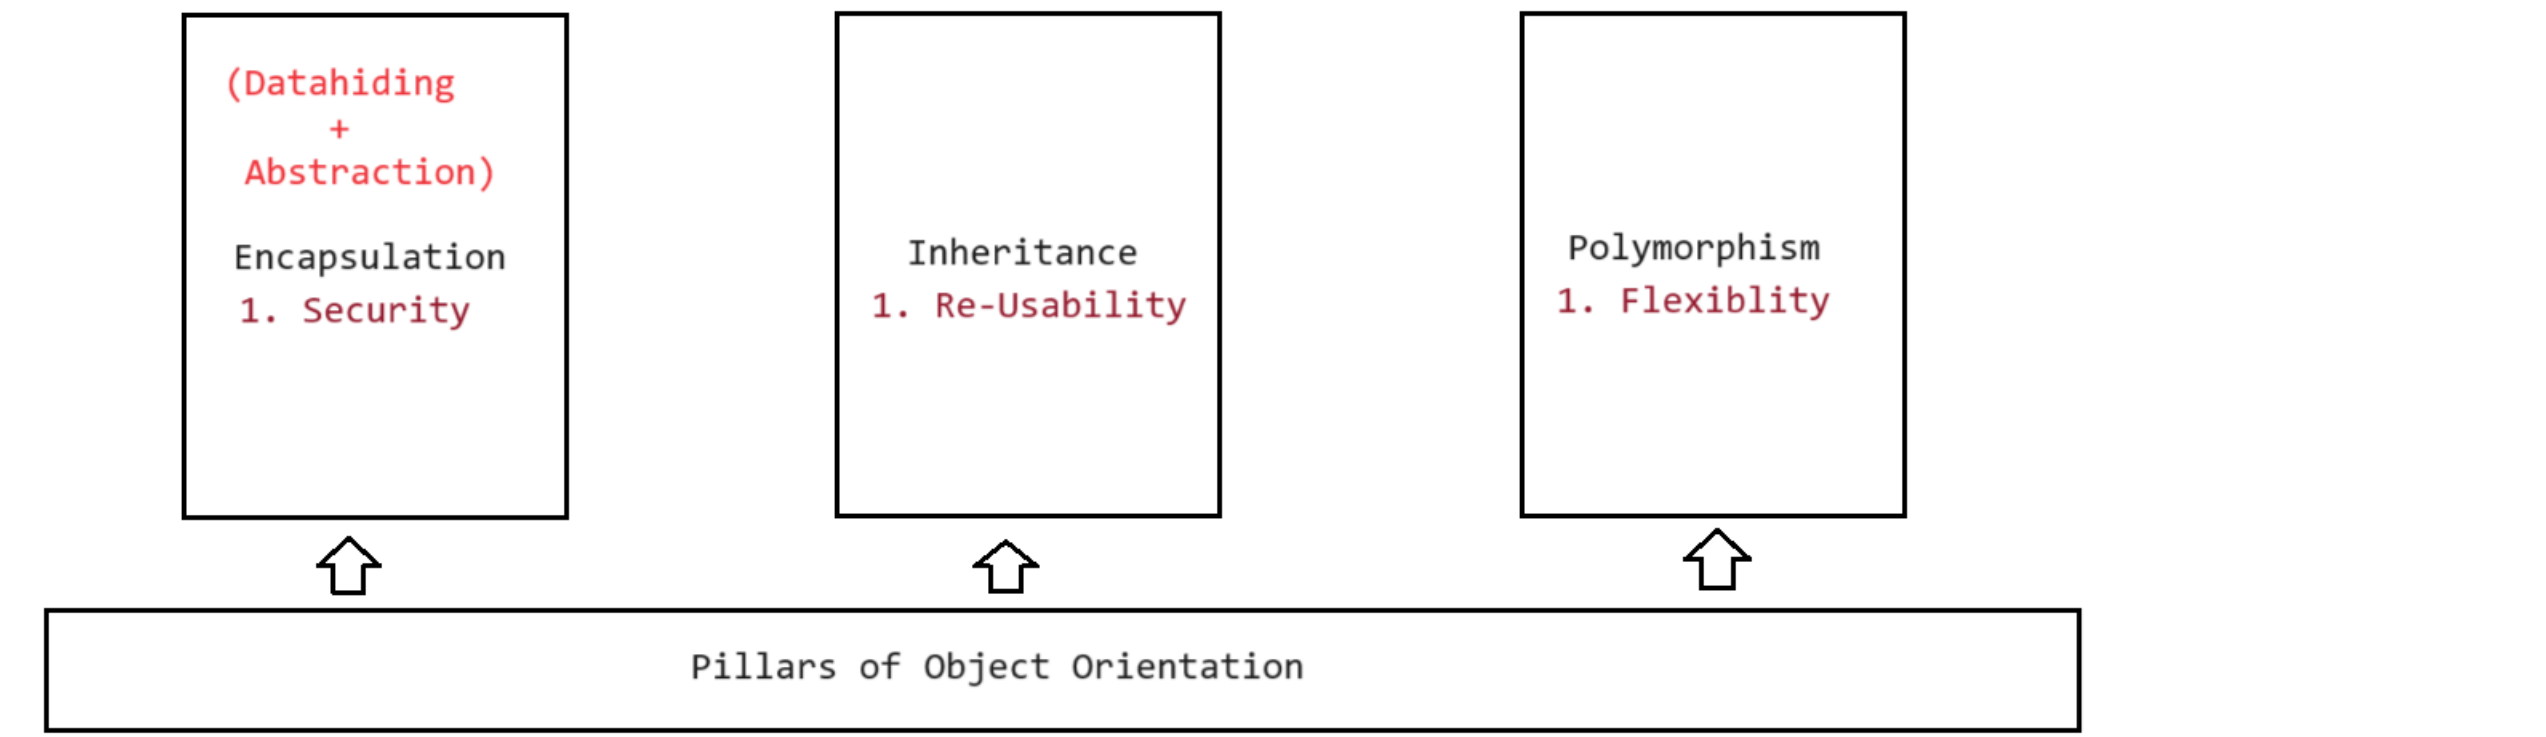 (Datahiding
+
Abstraction)
Encapsulation
1. Security
Inheritance
1. Re-Usability
Polymorphism
1. Flexiblity
Pillars of Object Orientation